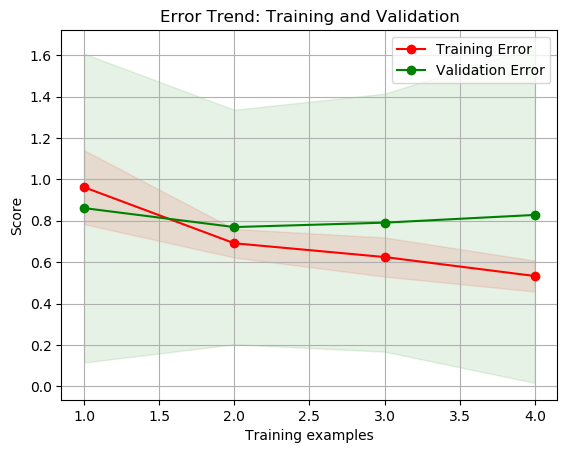 Error Trend: Training and Validation
Training Error
Validation Error
Score
1.6
1.4
1.2
1.0
0.8
0.6
0.4
0.2
0.0
1.0 1.5 2.0 2.5 3.0 3.5 4.0
Training examples